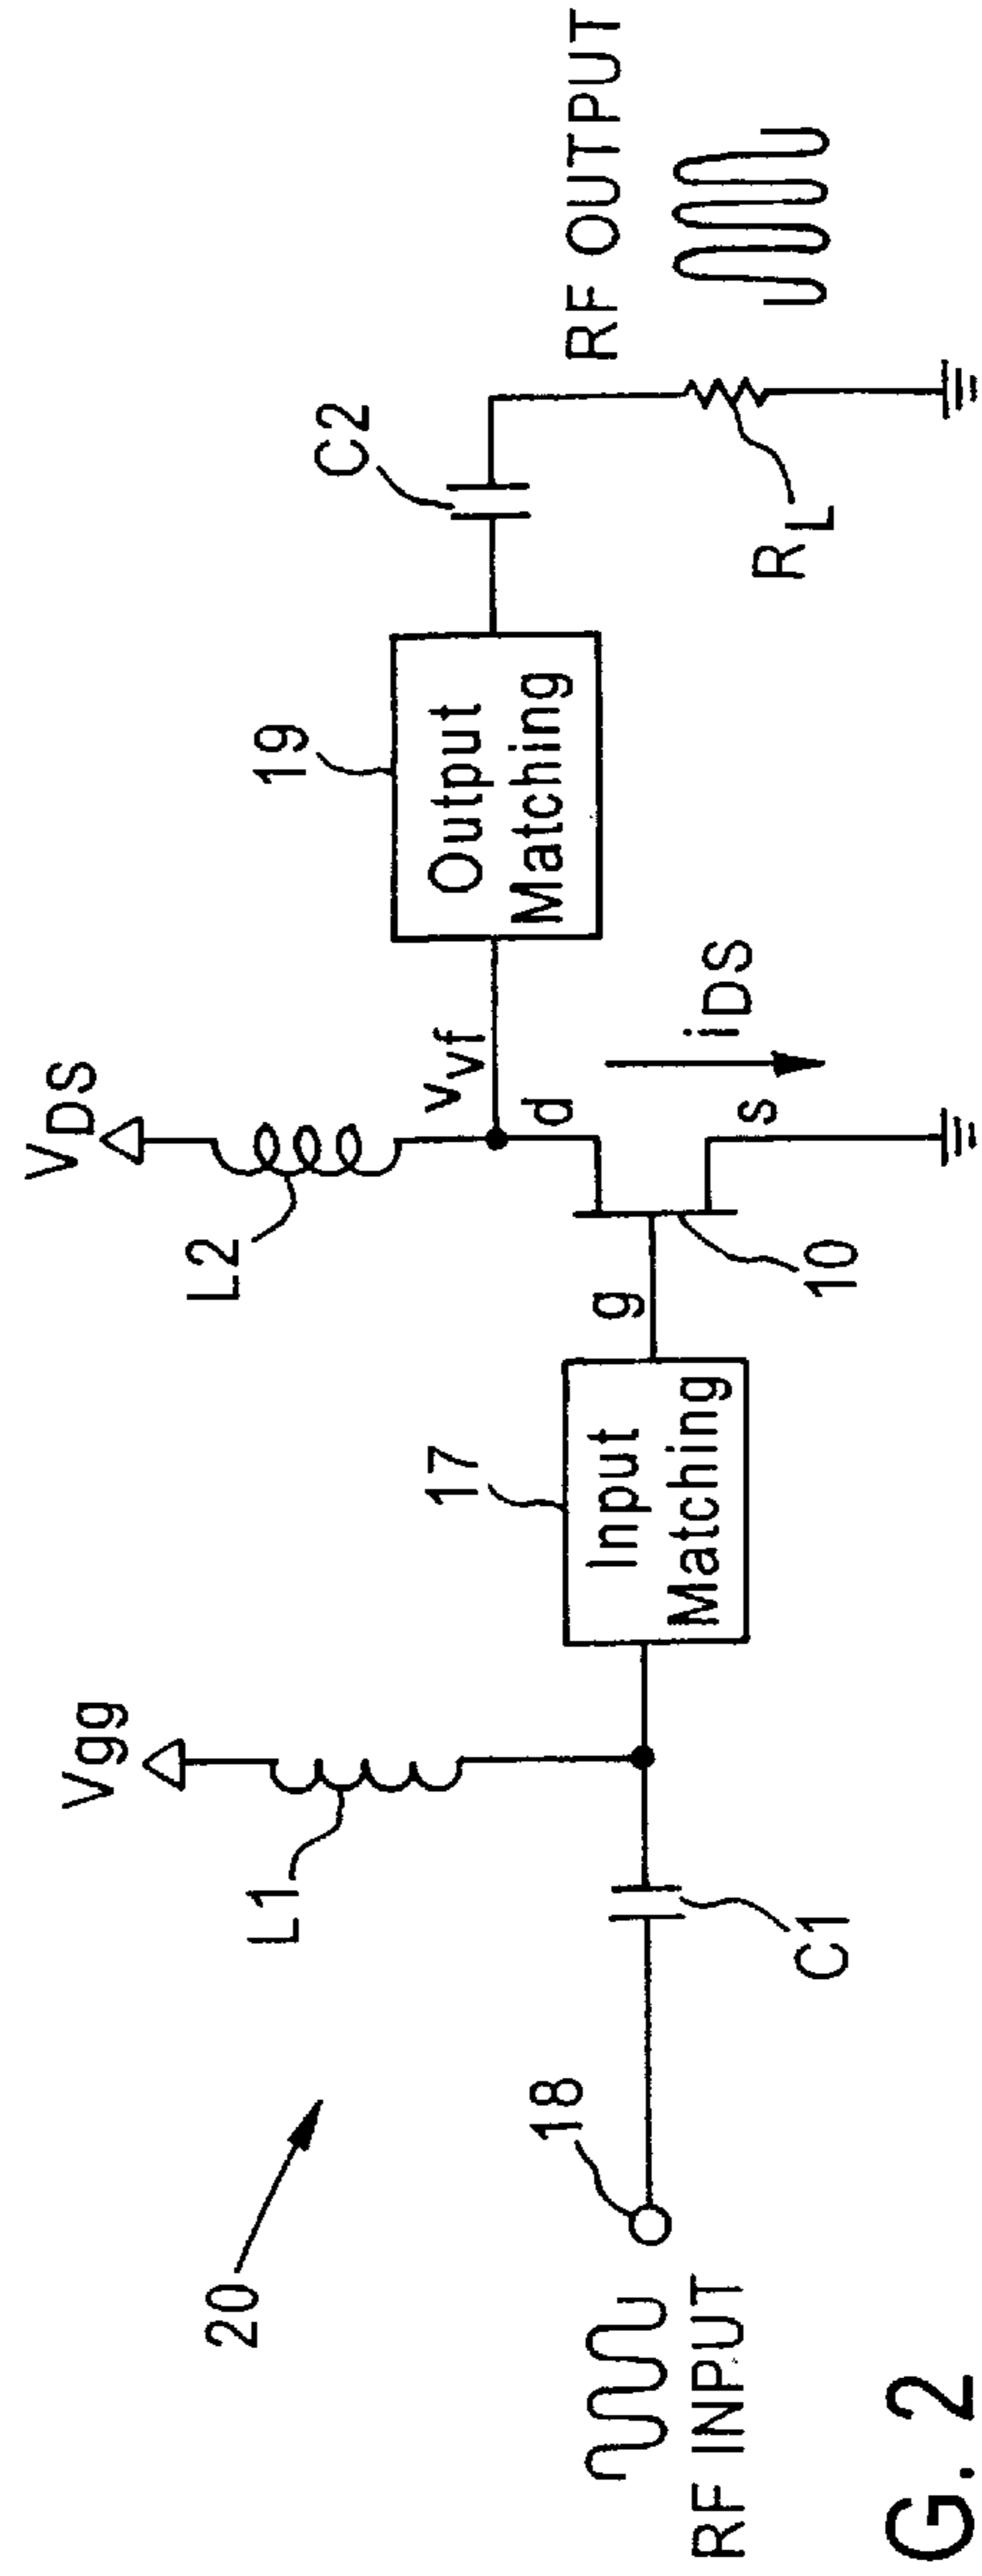 20
RF INPUT
18
C1
L1
Vgg
17
Input
Matching
g
10
L2
VDS
vvf
d
s
iDS
19
Output
Matching
C2
RL
RF OUTPUT
G. 2